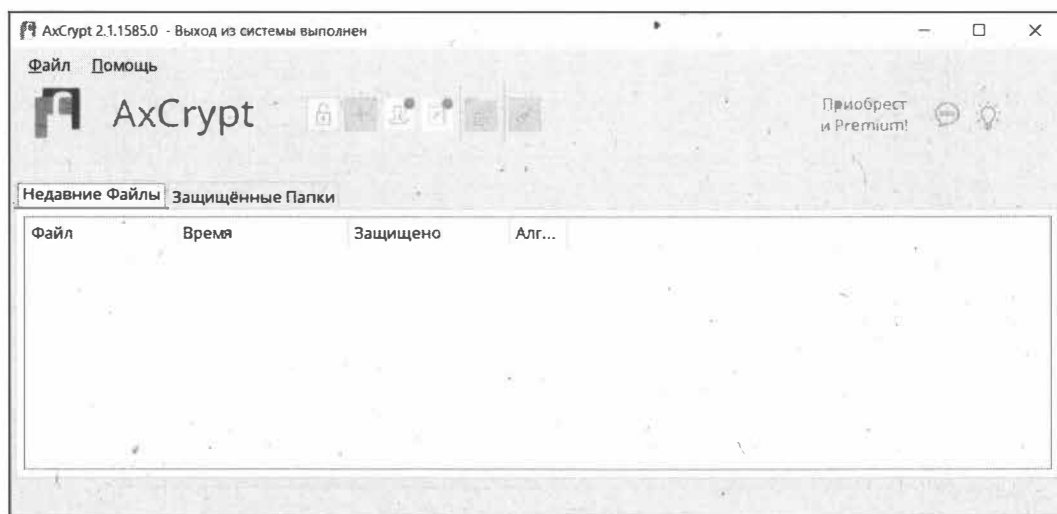 AxCrypt 2.1.1585.0 - Выход из системы выполнен
Файл Помощь
AxCrypt
Приобрест
и Premium!
Недавние Файлы Защищённые Папки
Файл Время Защищено Алг...